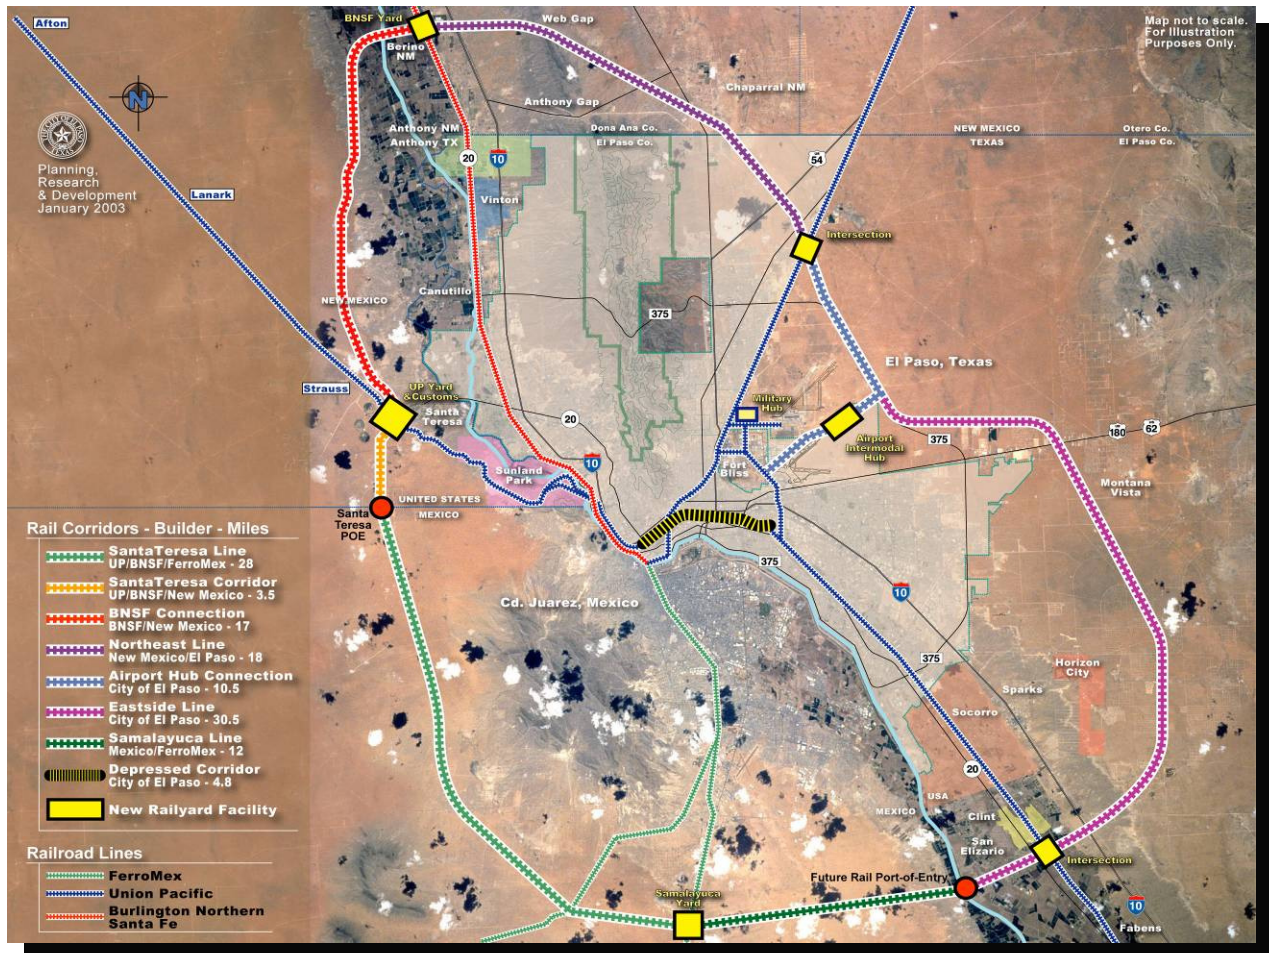 Afton
BNSF Yard
Web Gap
Map not to scale.
For Illustration
Purposes Only.
Berino
NM
Chaparral NM
Anthony Gap
N
Anthony NM
Anthony TX
Dona Ana Co.
El Paso Co.
NEW MEXICO
TEXAS
Otero Co.
El Paso Co.
20
10
54
Planning,
Research
& Development
January 2003
Lanark
Vinton
Intersection
Canutillo
NEW MEXICO
375
El Paso, Texas
Strauss
UP Yard
&Customs
Santa
Teresa
20
Military
Hub
Airport
Intermodal
Hub
375
180
62
10
Sunland
Park
Fort
Bliss
Montana
Vista
UNITED STATES
MEXICO
Santa
Teresa
POE
375
10
Cd. Juarez, Mexico
375
Horizon
City
Sparks
Socorro
20
USA
MEXICO
Clint
San
Elizario
Intersection
Future Rail Port-of-Entry
Samalayuca
Yard
10
Fabens
Rail Corridors - Builder - Miles
SantaTeresa Line
UP/BNSF/FerroMex - 28
SantaTeresa Corridor
UP/BNSF/New Mexico - 3.5
BNSF Connection
BNSF/New Mexico - 17
Northeast Line
New Mexico/El Paso - 18
Airport Hub Connection
City of El Paso - 10.5
Eastside Line
City of El Paso - 30.5
Samalayuca Line
Mexico/FerroMex - 12
Depressed Corridor
City of El Paso - 4.8
New Railyard Facility
Railroad Lines
FerroMex
Union Pacific
Burlington Northern
Santa Fe